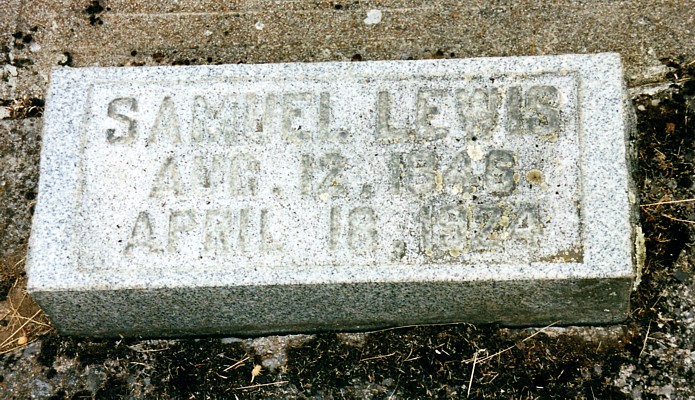 SAMUEL LEWIS
AUG. 12, 1848
APRIL 16, 1924